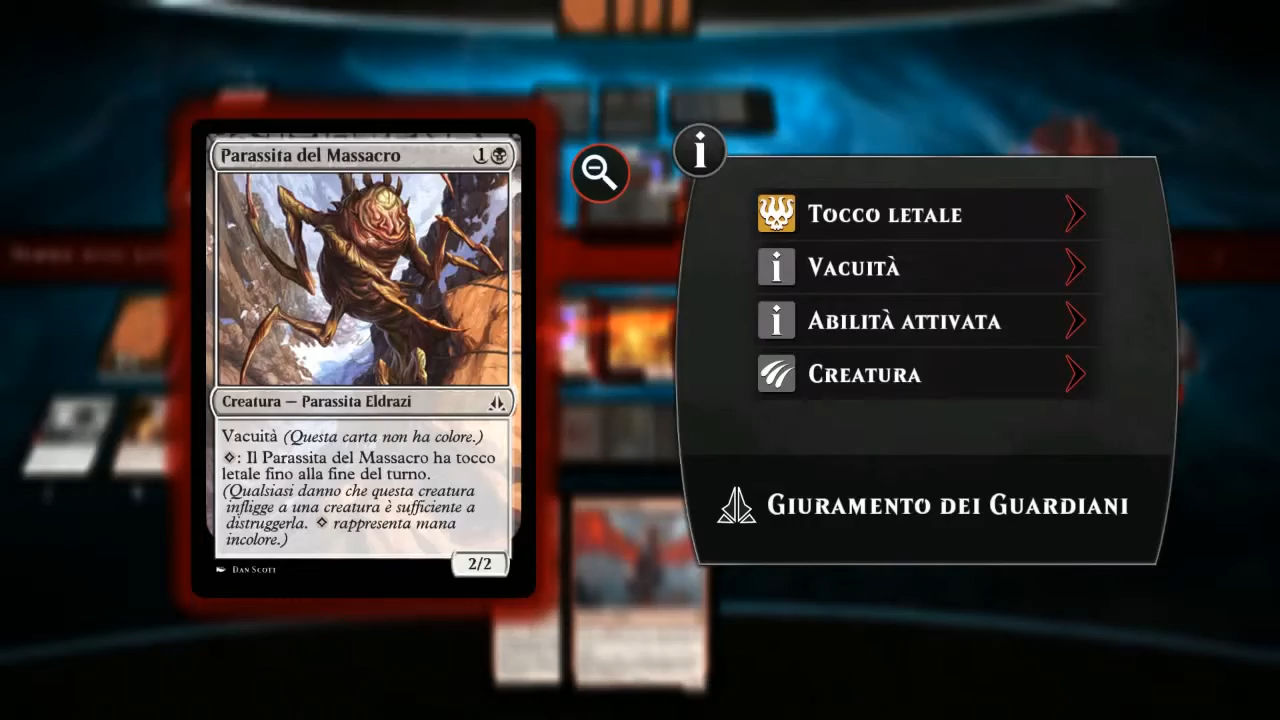 Parassita del Massacro 1
Creatura — Parassita Eldrazi
Vacuità (Questa carta non ha colore.)
◇: Il Parassita del Massacro ha tocco
letale fino alla fine del turno.
(Qualsiasi danno che questa creatura
infligge a una creatura è sufficiente a
distruggerla. ◇ rappresenta mana
incolore.)
2/2
Dan Scott
Tocco letale
Vacuità
Abilità attivata
Creatura
Giuramento dei Guardiani